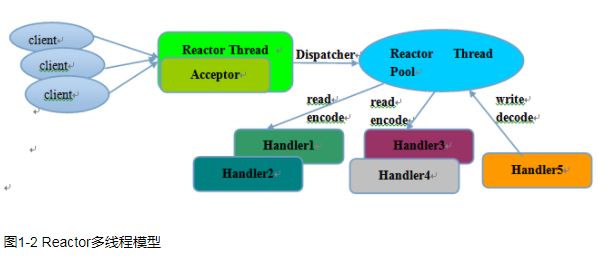 client
client
client
Reactor Thread
Acceptor
Dispatcher
Reactor Thread
Pool
read
encode
read
encode
write
decode
Handler1
Handler2
Handler3
Handler4
Handler5
图1-2 Reactor多线程模型